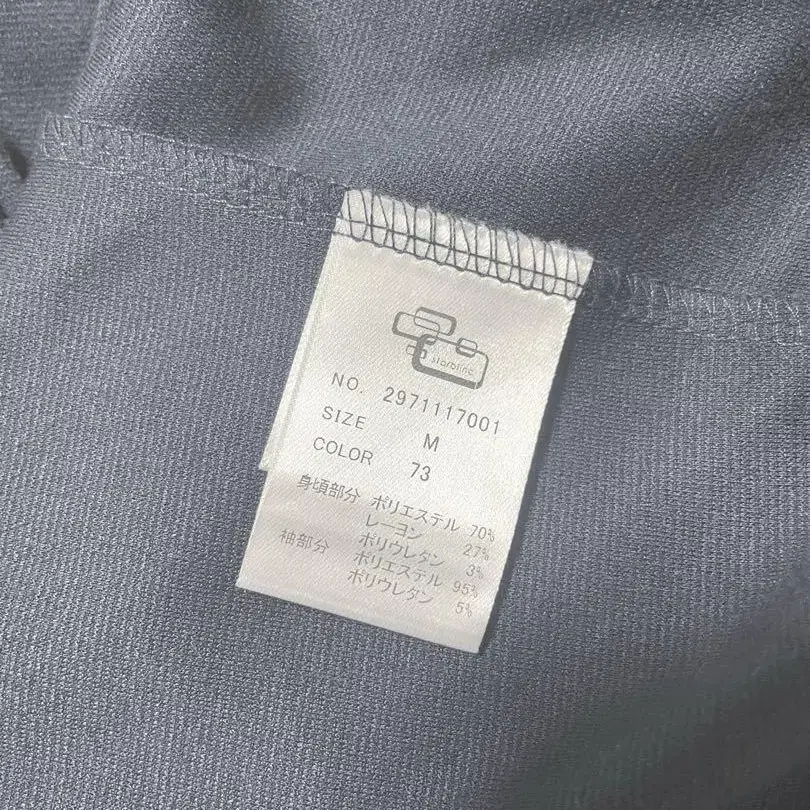 starblinc
NO. 2971117001
SIZE M
COLOR 73
身頃部分 ポリエステル 70%
レーヨン 27%
ポリウレタン 3%
袖部分 ポリエステル 95%
ポリウレタン 5%